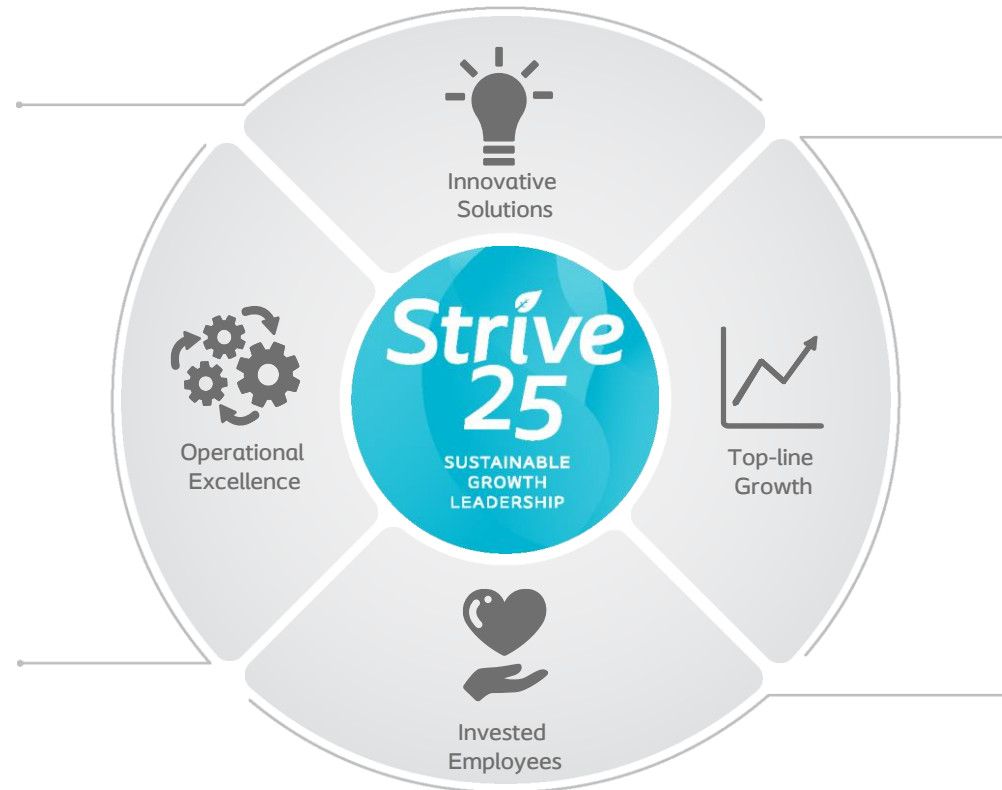 Innovative
Solutions
Operational
Excellence
Strive
25
SUSTAINABLE
GROWTH
LEADERSHIP
Top-line
Growth
Invested
Employees